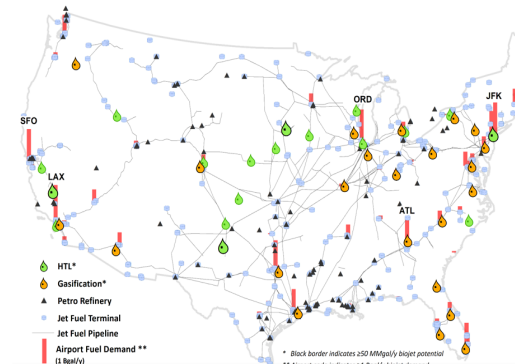 ORD
JFK
SFO
LAX
ATL
HTL*
Gasification*
Petro Refinery
Jet Fuel Terminal
Jet Fuel Pipeline
Airport Fuel Demand **
(1 Bgal/y)
* Black border indicates ≥50 MMgal/y biojet potential